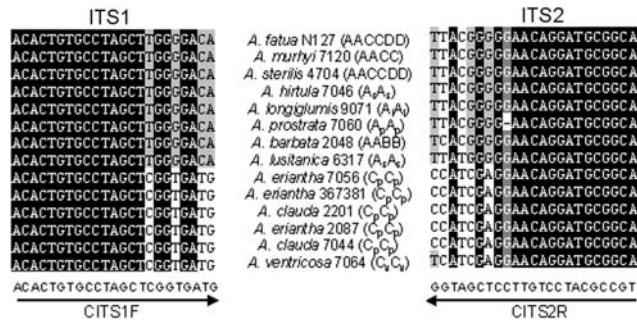 ITS1 ITS2
ACACTGTGCCTAGCTTGGGGACA A. fatua N127 (AACCDD) TTACGGGGGAACAGGATGCGGCA
ACACTGTGCCTAGCTTGGGGACA A. murhyi 7120 (AACC) TTACGGGGGAACAGGATGCGGCA
ACACTGTGCCTAGCTTGGGGACA A. sterilis 4704 (AACCDD) TTACGGGGGAACAGGATGCGGCA
ACACTGTGCCTAGCTTGGGGACA A. hirtula 7046 (AsAs) TTACGGGGGAACAGGATGCGGCA
ACACTGTGCCTAGCTTGGGGACA A. longiglumis 9071 (AlAl) TTACGGGGGAACAGGATGCGGCA
ACACTGTGCCTAGCTTGGGGACA A. prostrata 7060 (ApAp) TTACGGGG-AACAGGATGCGGCA
ACACTGTGCCTAGCTTGGGGACA A. barbata 2048 (AABB) TCACGGGGGAACAGGATGCGGCA
ACACTGTGCCTAGCTTGGGGACA A. lusitanica 6317 (AsAs) TTATGGGGGAACAGGATGCGGCA
ACACTGTGCCTAGCTCGGTGATG A. eriantha 7056 (CpCp) CCATCGAGGAACAGGATGCGGCA
ACACTGTGCCTAGCTCGGTGATG A. eriantha 367381 (CpCp) CCATCGAGGAACAGGATGCGGCA
ACACTGTGCCTAGCTCGGTGATG A. clauda 2201 (CpCp) CCATCGAGGAACAGGATGCGGCA
ACACTGTGCCTAGCTCGGTGATG A. eriantha 2087 (CpCp) CCATCGAGGAACAGGATGCGGCA
ACACTGTGCCTAGCTCGGTGATG A. clauda 7044 (CpCp) CCATCGAGGAACAGGATGCGGCA
ACACTGTGCCTAGCTCGGTGATG A. ventricosa 7064 (CvCv) TCATCGAGGAACAGGATGCGGCA
ACACTGTGCCTAGCTCGGTGATG GGTAGCTCCTTGTCCTACGCCGT
CITS1F CITS2R